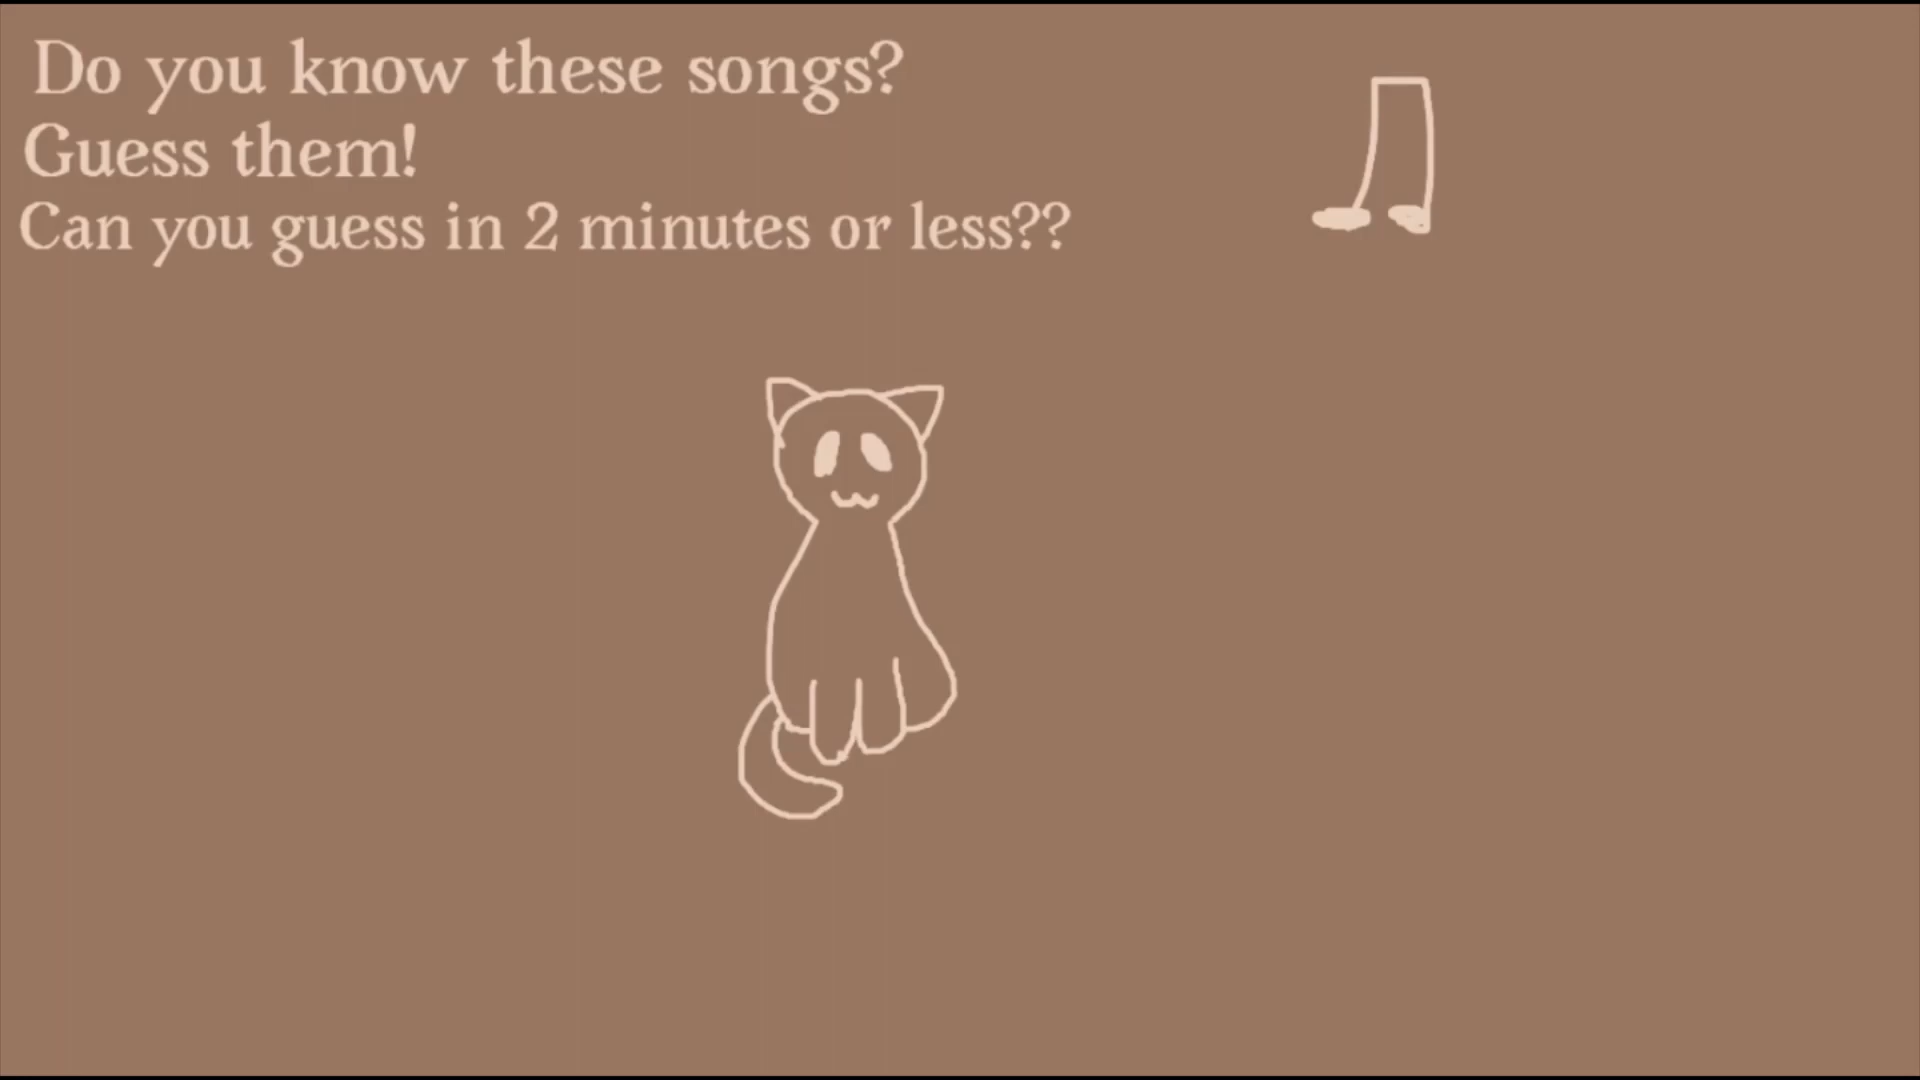 Do you know these songs?
Guess them!
Can you guess in 2 minutes or less??